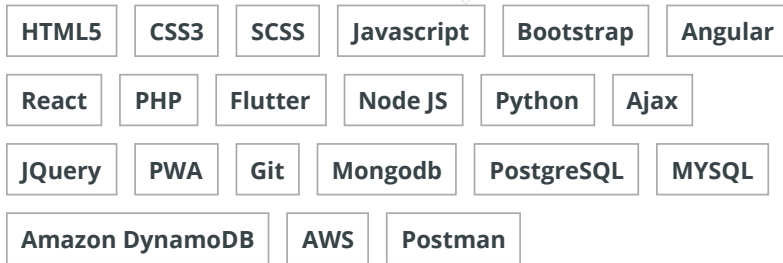 HTML5 CSS3 SCSS Javascript Bootstrap Angular
React PHP Flutter Node JS Python Ajax
JQuery PWA Git Mongodb PostgreSQL MYSQL
Amazon DynamoDB AWS Postman